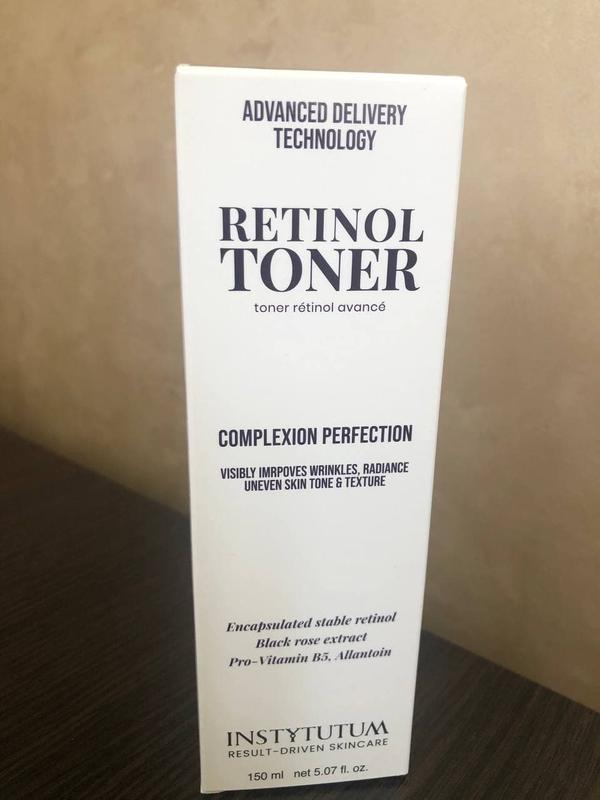 ADVANCED DELIVERY
TECHNOLOGY
RETINOL
TONER
toner rétinol avancé
COMPLEXION PERFECTION
VISIBLY IMRPOVES WRINKLES, RADIANCE
UNEVEN SKIN TONE & TEXTURE
Encapsulated stable retinol
Black rose extract
Pro-Vitamin B5, Allantoin
INSTYTUTUM
RESULT-DRIVEN SKINCARE
150 ml net 5.07 fl. oz.